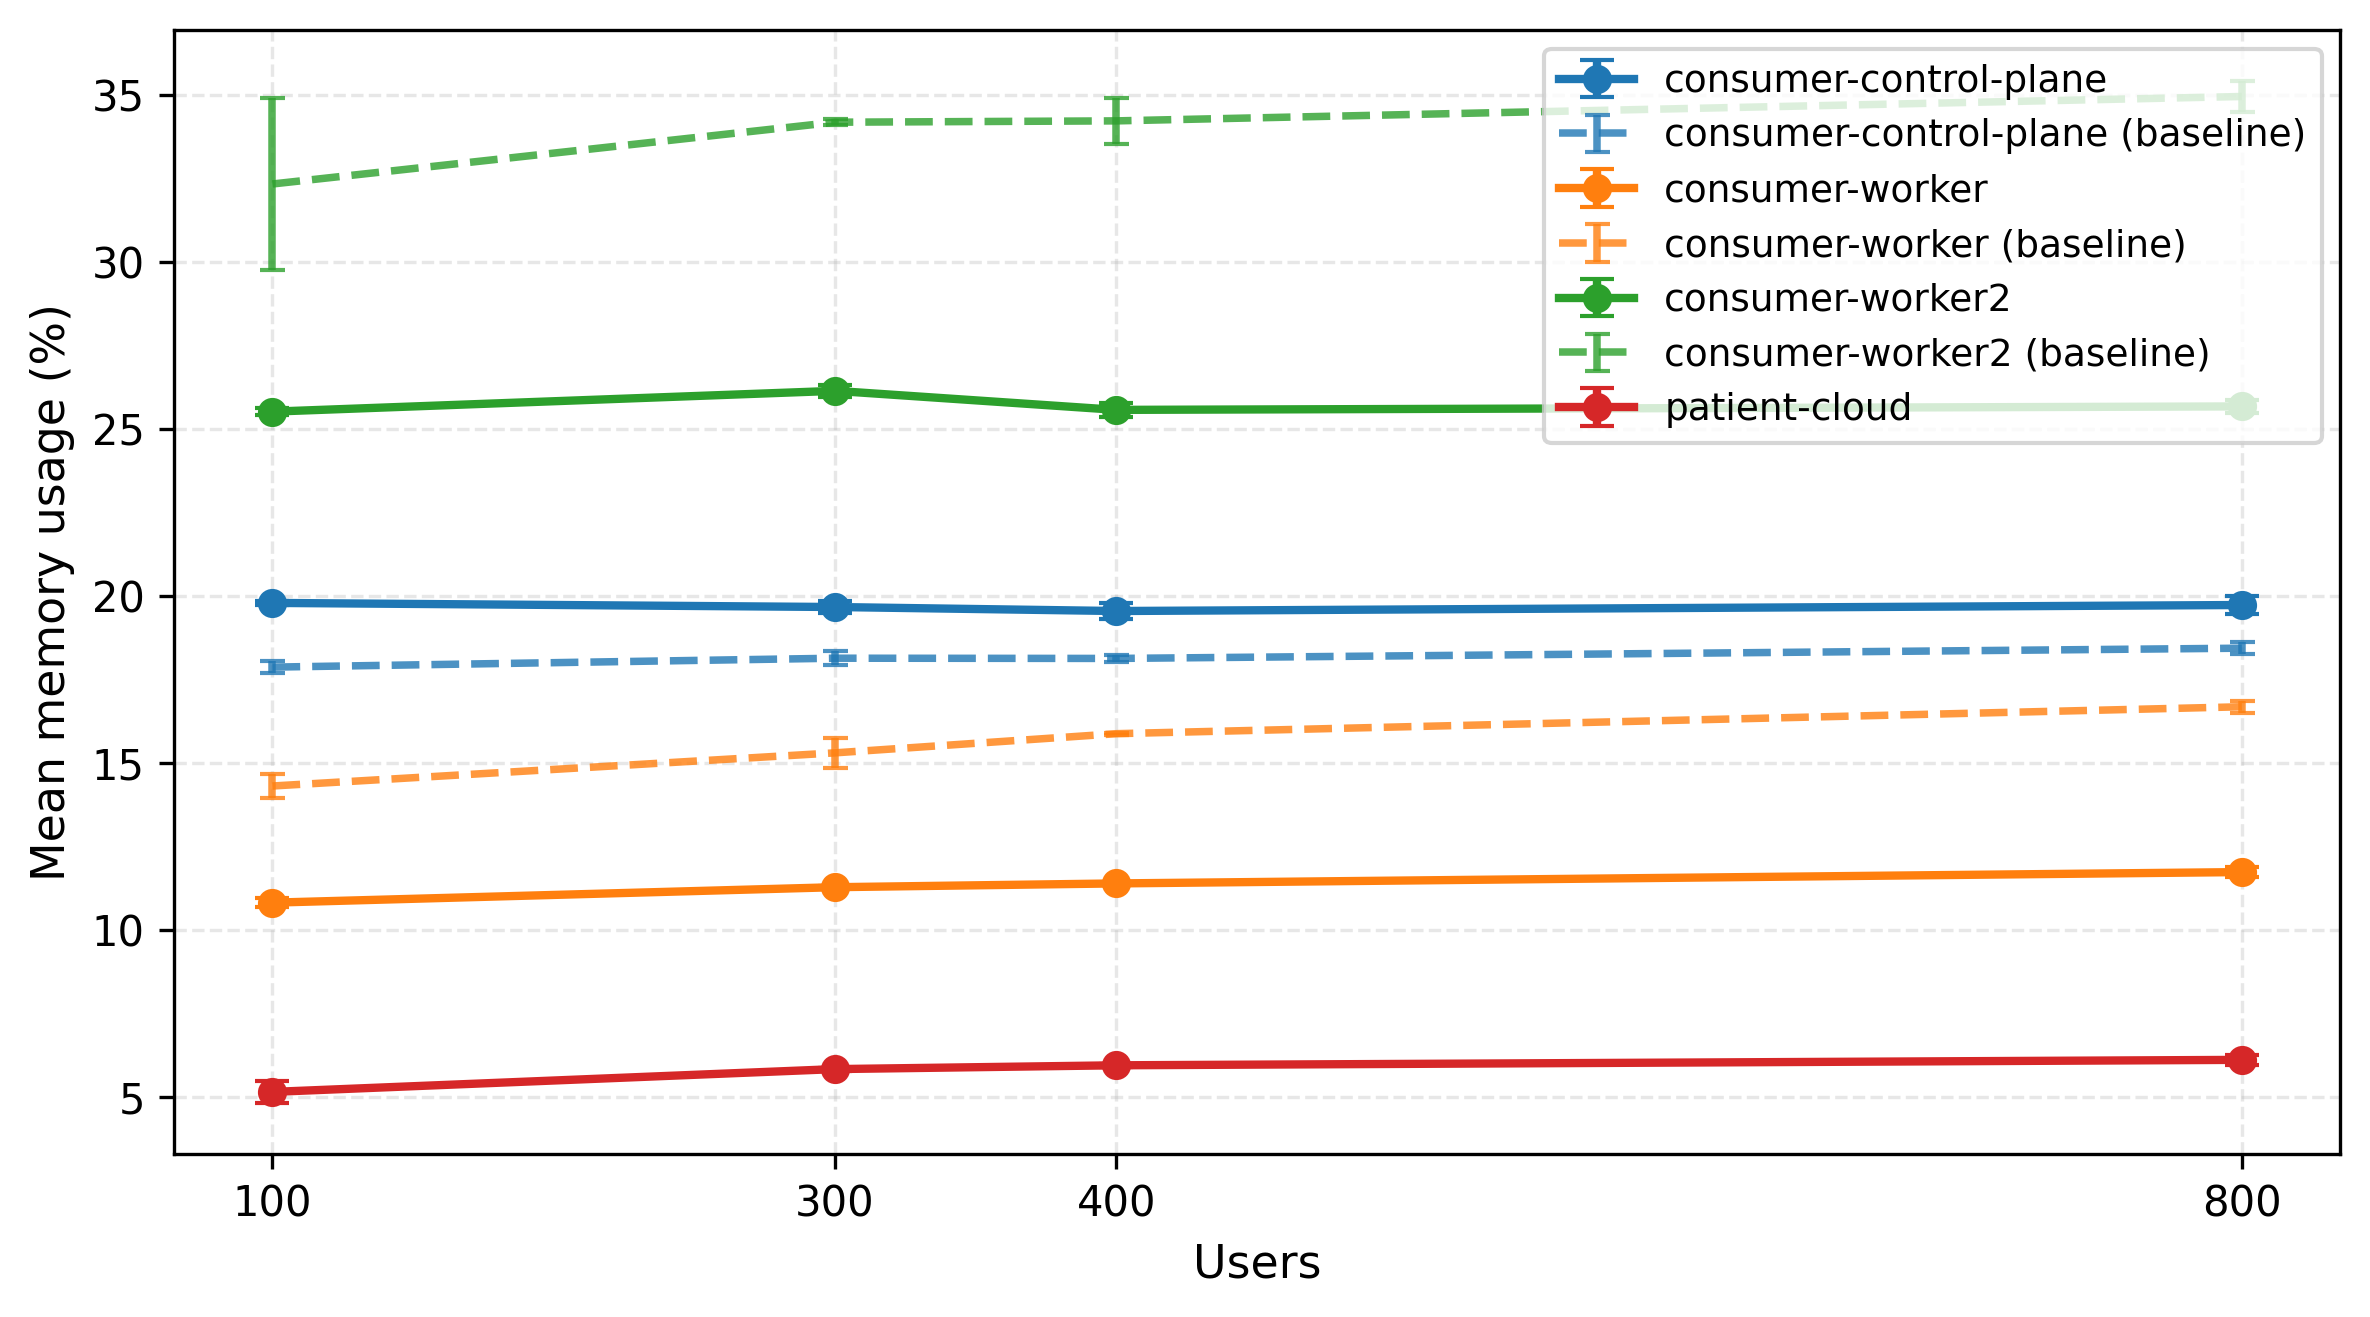 consumer-control-plane
consumer-control-plane (baseline)
consumer-worker
consumer-worker (baseline)
consumer-worker2
consumer-worker2 (baseline)
patient-cloud
Mean memory usage (%)
35
30
25
20
15
10
5
100 300 400 800
Users